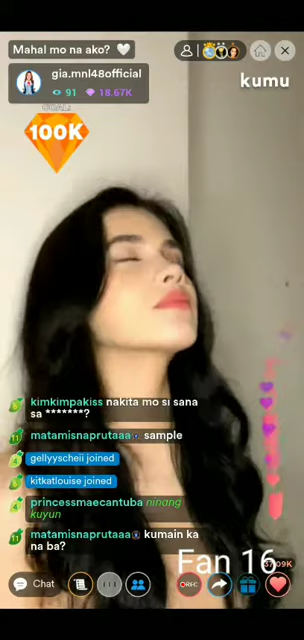 Mahal mo na ako? 🤍
gia.mnl48official
91 18.67K
kumu
GOAL:
100K
kimkimpakiss nakita mo si sana
sa *******?
matamisnaprutaaa sample
gellyyscheii joined
kitkatlouise joined
princessmaecantuba ninang
kuyun
matamisnaprutaaa kumain ka
na ba?
Fan 16
Chat
REC